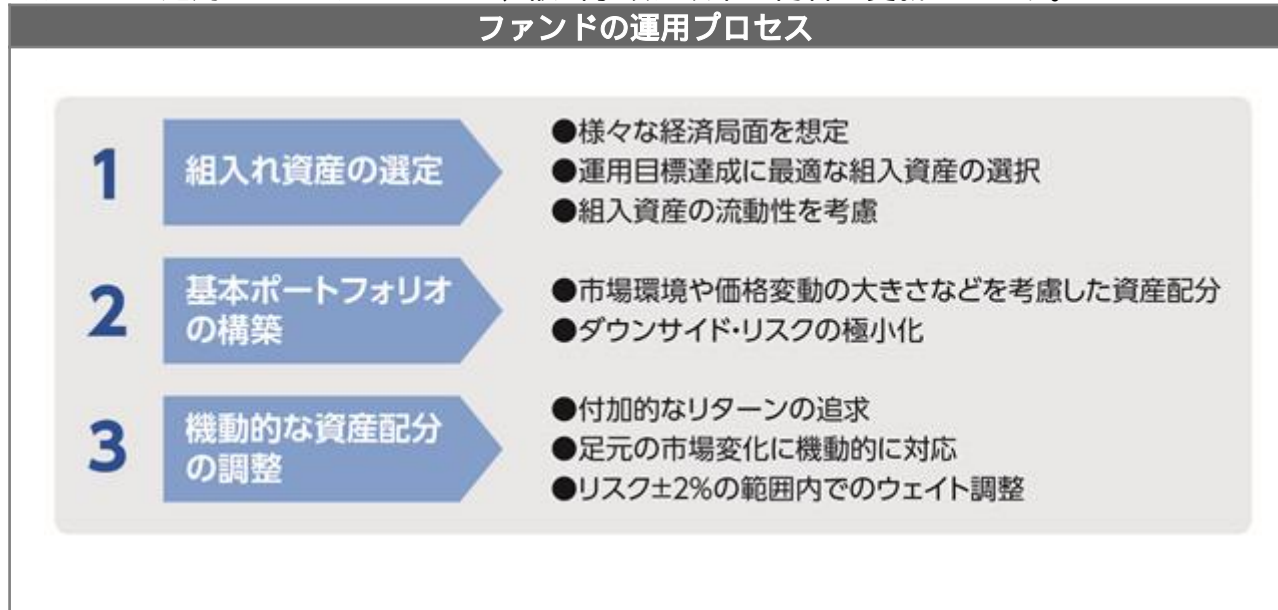 ファンドの運用プロセス
1
組入れ資産の選定
●様々な経済局面を想定
●運用目標達成に最適な組入資産の選択
●組入資産の流動性を考慮
2
基本ポートフォリオ
の構築
●市場環境や価格変動の大きさなどを考慮した資産配分
●ダウンサイド・リスクの極小化
3
機動的な資産配分
の調整
●付加的なリターンの追求
●足元の市場変化に機動的に対応
●リスク±2%の範囲内でのウェイト調整